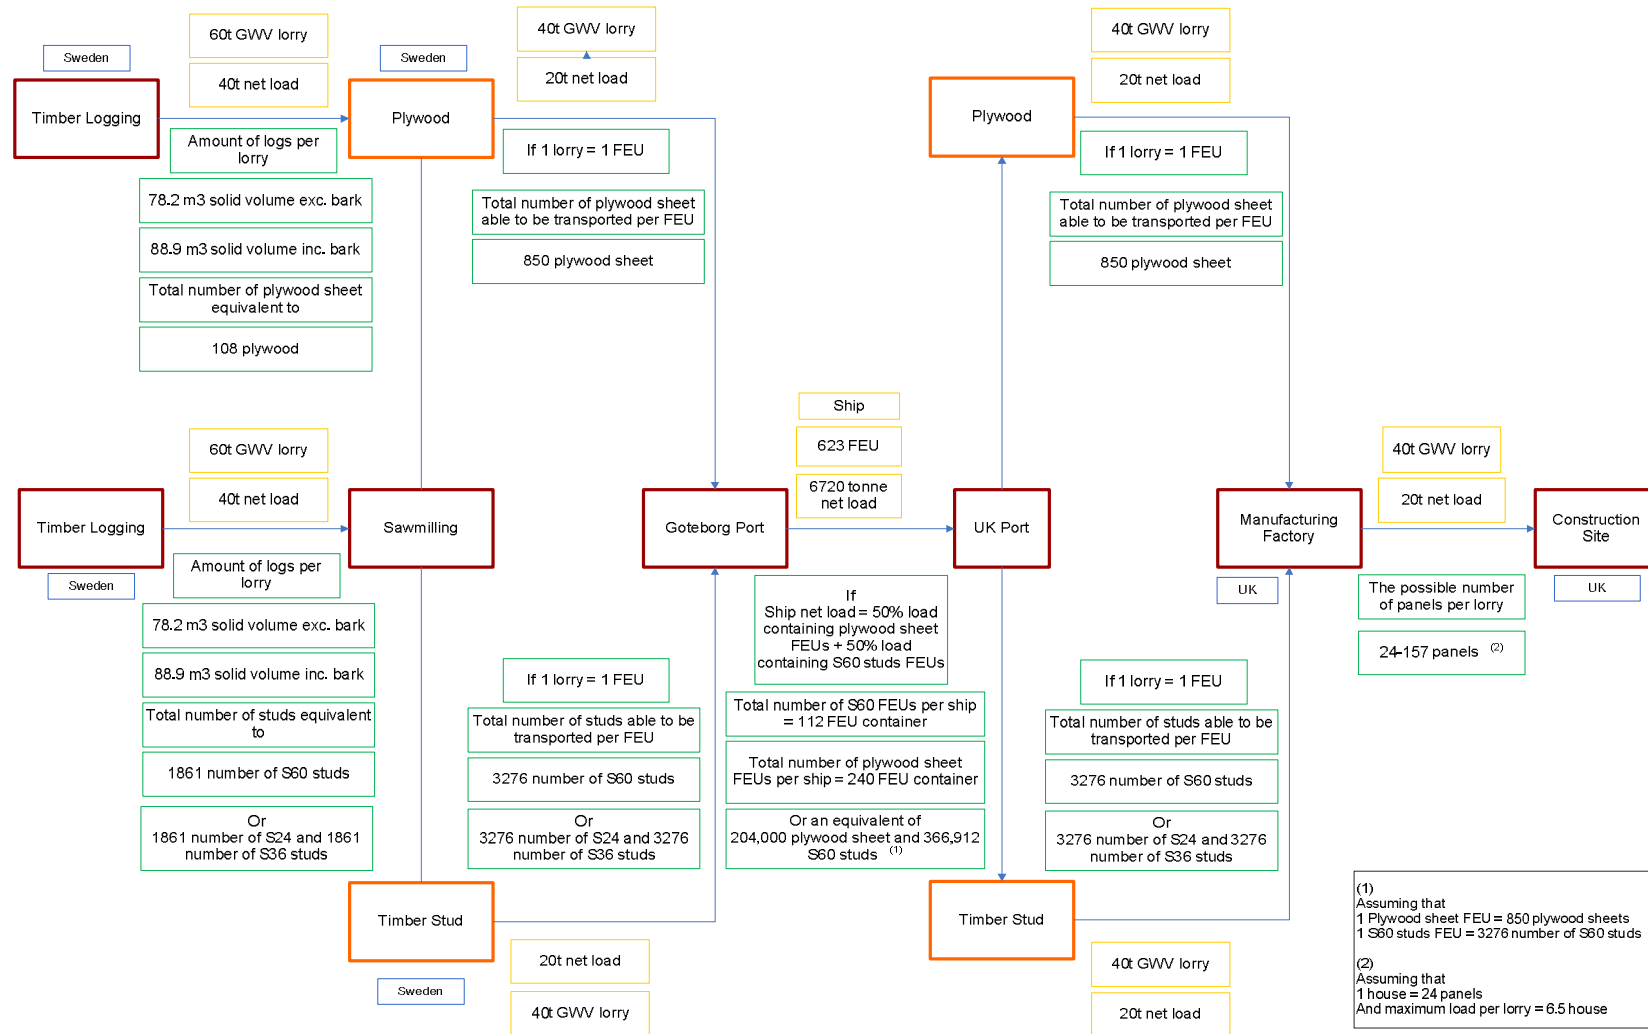 Sweden
60t GWV lorry
40t net load
Timber Logging
Amount of logs per
lorry
78.2 m3 solid volume exc. bark
88.9 m3 solid volume inc. bark
Total number of plywood sheet
equivalent to
108 plywood
Sweden
Plywood
40t GWV lorry
20t net load
If 1 lorry = 1 FEU
Total number of plywood sheet
able to be transported per FEU
850 plywood sheet
Plywood
40t GWV lorry
20t net load
If 1 lorry = 1 FEU
Total number of plywood sheet
able to be transported per FEU
850 plywood sheet
60t GWV lorry
40t net load
Timber Logging
Sweden
Amount of logs per
lorry
78.2 m3 solid volume exc. bark
88.9 m3 solid volume inc. bark
Total number of studs equivalent
to
1861 number of S60 studs
Or
1861 number of S24 and 1861
number of S36 studs
Sawmilling
Goteborg Port
Ship
623 FEU
6720 tonne
net load
UK Port
If
Ship net load = 50% load
containing plywood sheet
FEUs + 50% load
containing S60 studs FEUs
Total number of S60 FEUs per ship
= 112 FEU container
Total number of plywood sheet
FEUs per ship = 240 FEU container
Or an equivalent of
204,000 plywood sheet and 366,912
S60 studs (1)
Manufacturing
Factory
UK
40t GWV lorry
20t net load
The possible number
of panels per lorry
24-157 panels (2)
Construction
Site
UK
If 1 lorry = 1 FEU
Total number of studs able to be
transported per FEU
3276 number of S60 studs
Or
3276 number of S24 and 3276
number of S36 studs
If 1 lorry = 1 FEU
Total number of studs able to be
transported per FEU
3276 number of S60 studs
Or
3276 number of S24 and 3276
number of S36 studs
Timber Stud
Sweden
20t net load
40t GWV lorry
Timber Stud
40t GWV lorry
20t net load
(1)
Assuming that
1 Plywood sheet FEU = 850 plywood sheets
1 S60 studs FEU = 3276 number of S60 studs
(2)
Assuming that
1 house = 24 panels
And maximum load per lorry = 6.5 house